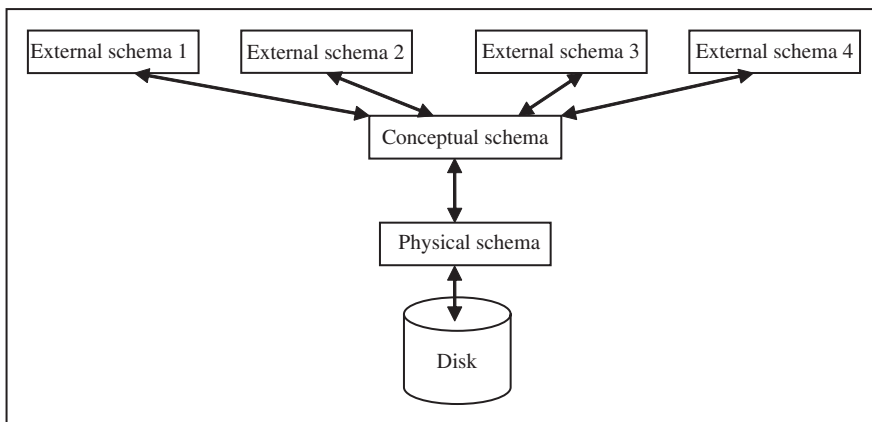 External schema 1
External schema 2
External schema 3
External schema 4
Conceptual schema
Physical schema
Disk